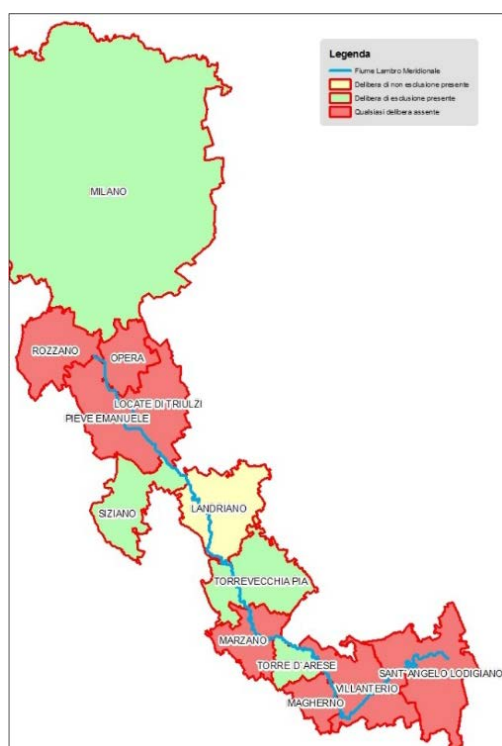 Legenda
Fiume Lambro Meridionale
Delibera di non esclusione presente
Delibera di esclusione presente
Qualsiasi delibera assente
MILANO
ROZZANO
OPERA
LOCATE DI TRIULZI
PIEVE EMANUELE
SIZIANO
LANDRIANO
TORREVECCHIA PIA
MARZANO
TORRE D'ARESE
SANT'ANGELO LODIGIANO
VILLANTERIO
MAGHERNO